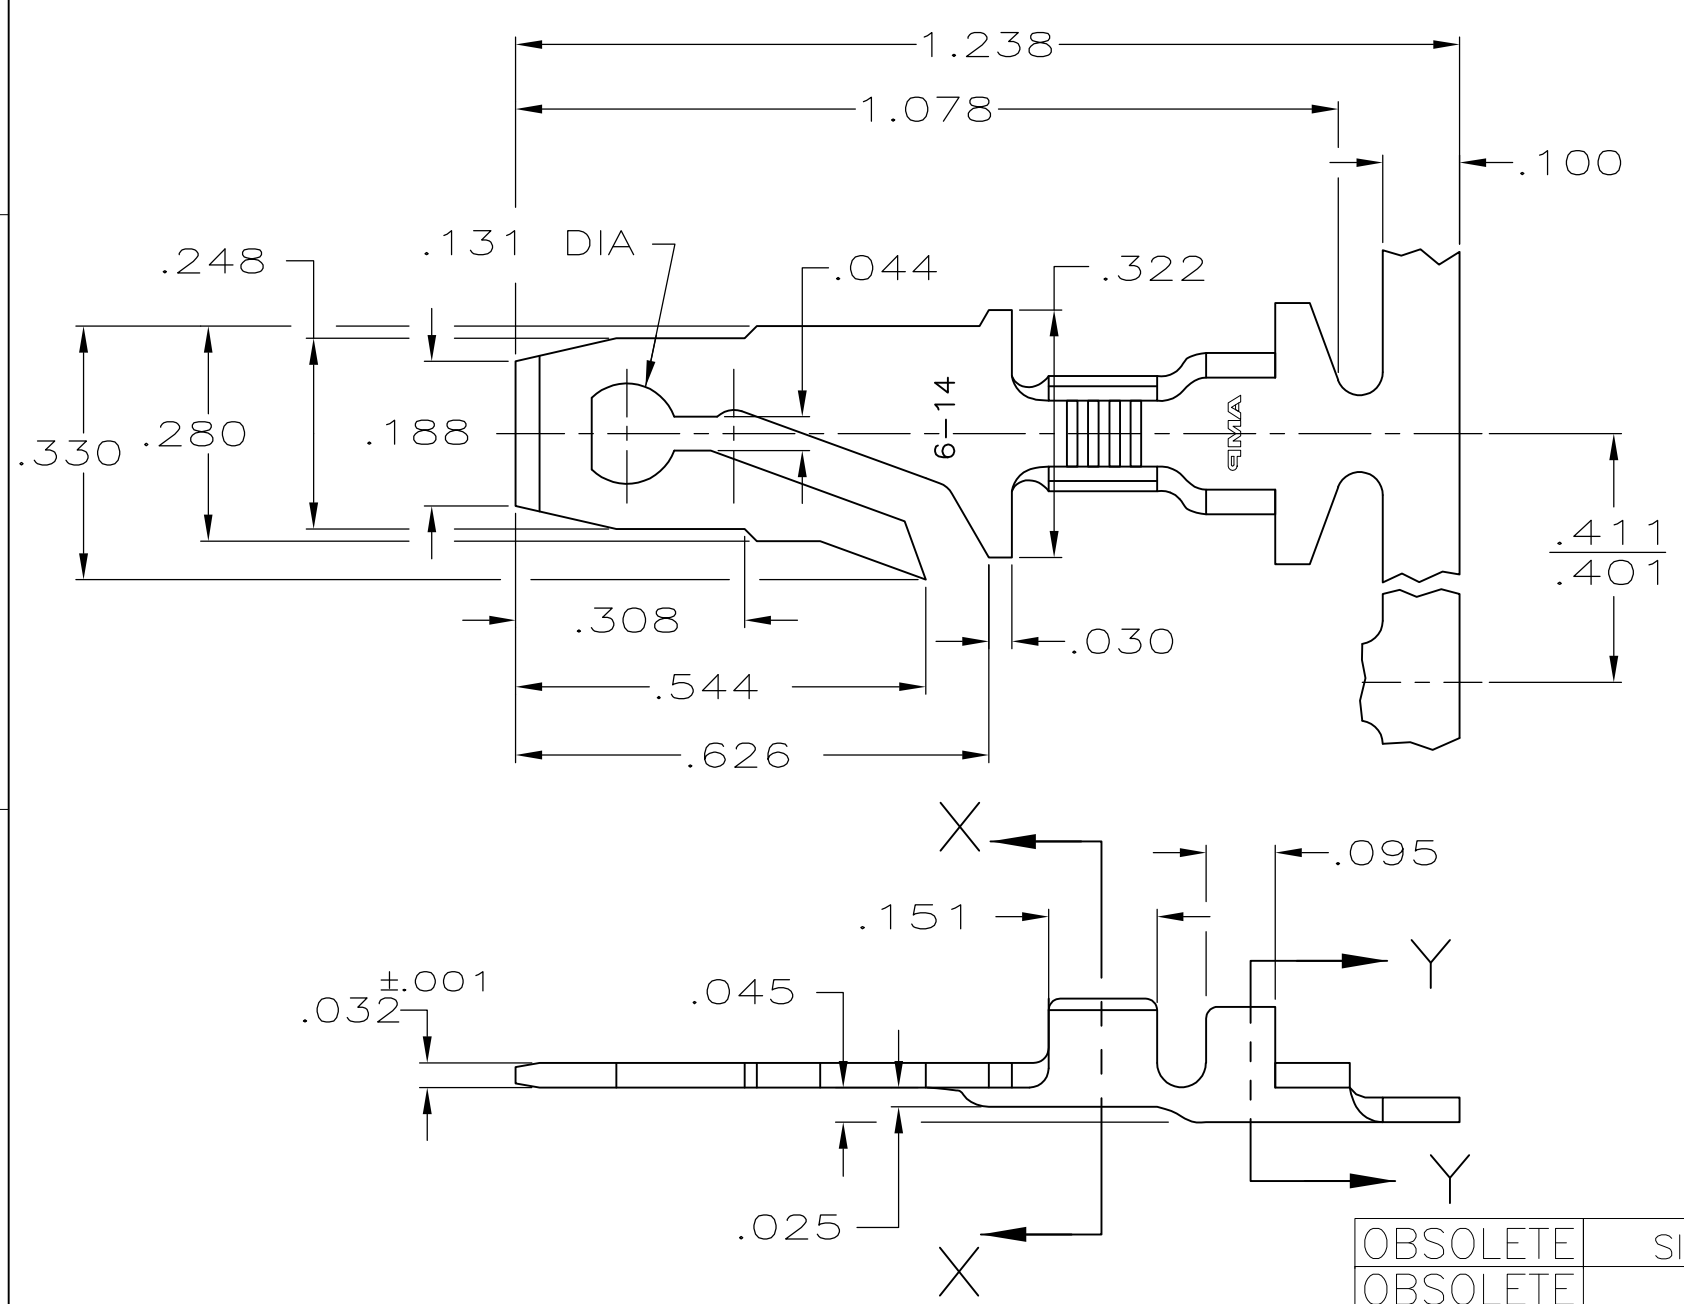 1.238
1.078
.100
.131 DIA
.248
.044
.322
6-14
AMP
.330
.280
.188
.411
.401
.308
.030
.544
.626
X
.095
.151
Y
±.001
.032
.045
.025
Y
X
OBSOLETE SI
OBSOLETE